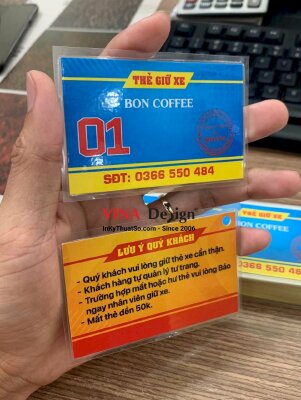 THẺ GIỮ XE
BON COFFEE
01
SĐT: 0366 550 484
VINA Design
InKyThuatSo.com - Since 2006
LƯU Ý QUÝ KHÁCH
- Quý khách vui lòng giữ thẻ xe cẩn thận.
- Khách hàng tự quản lý tư trang.
- Trường hợp mất hoặc hư thẻ vui lòng Báo
ngay nhân viên giữ xe.
- Mất thẻ đền 50K.
THẺ GIỮ XE
BON COFFEE
0366 550 484